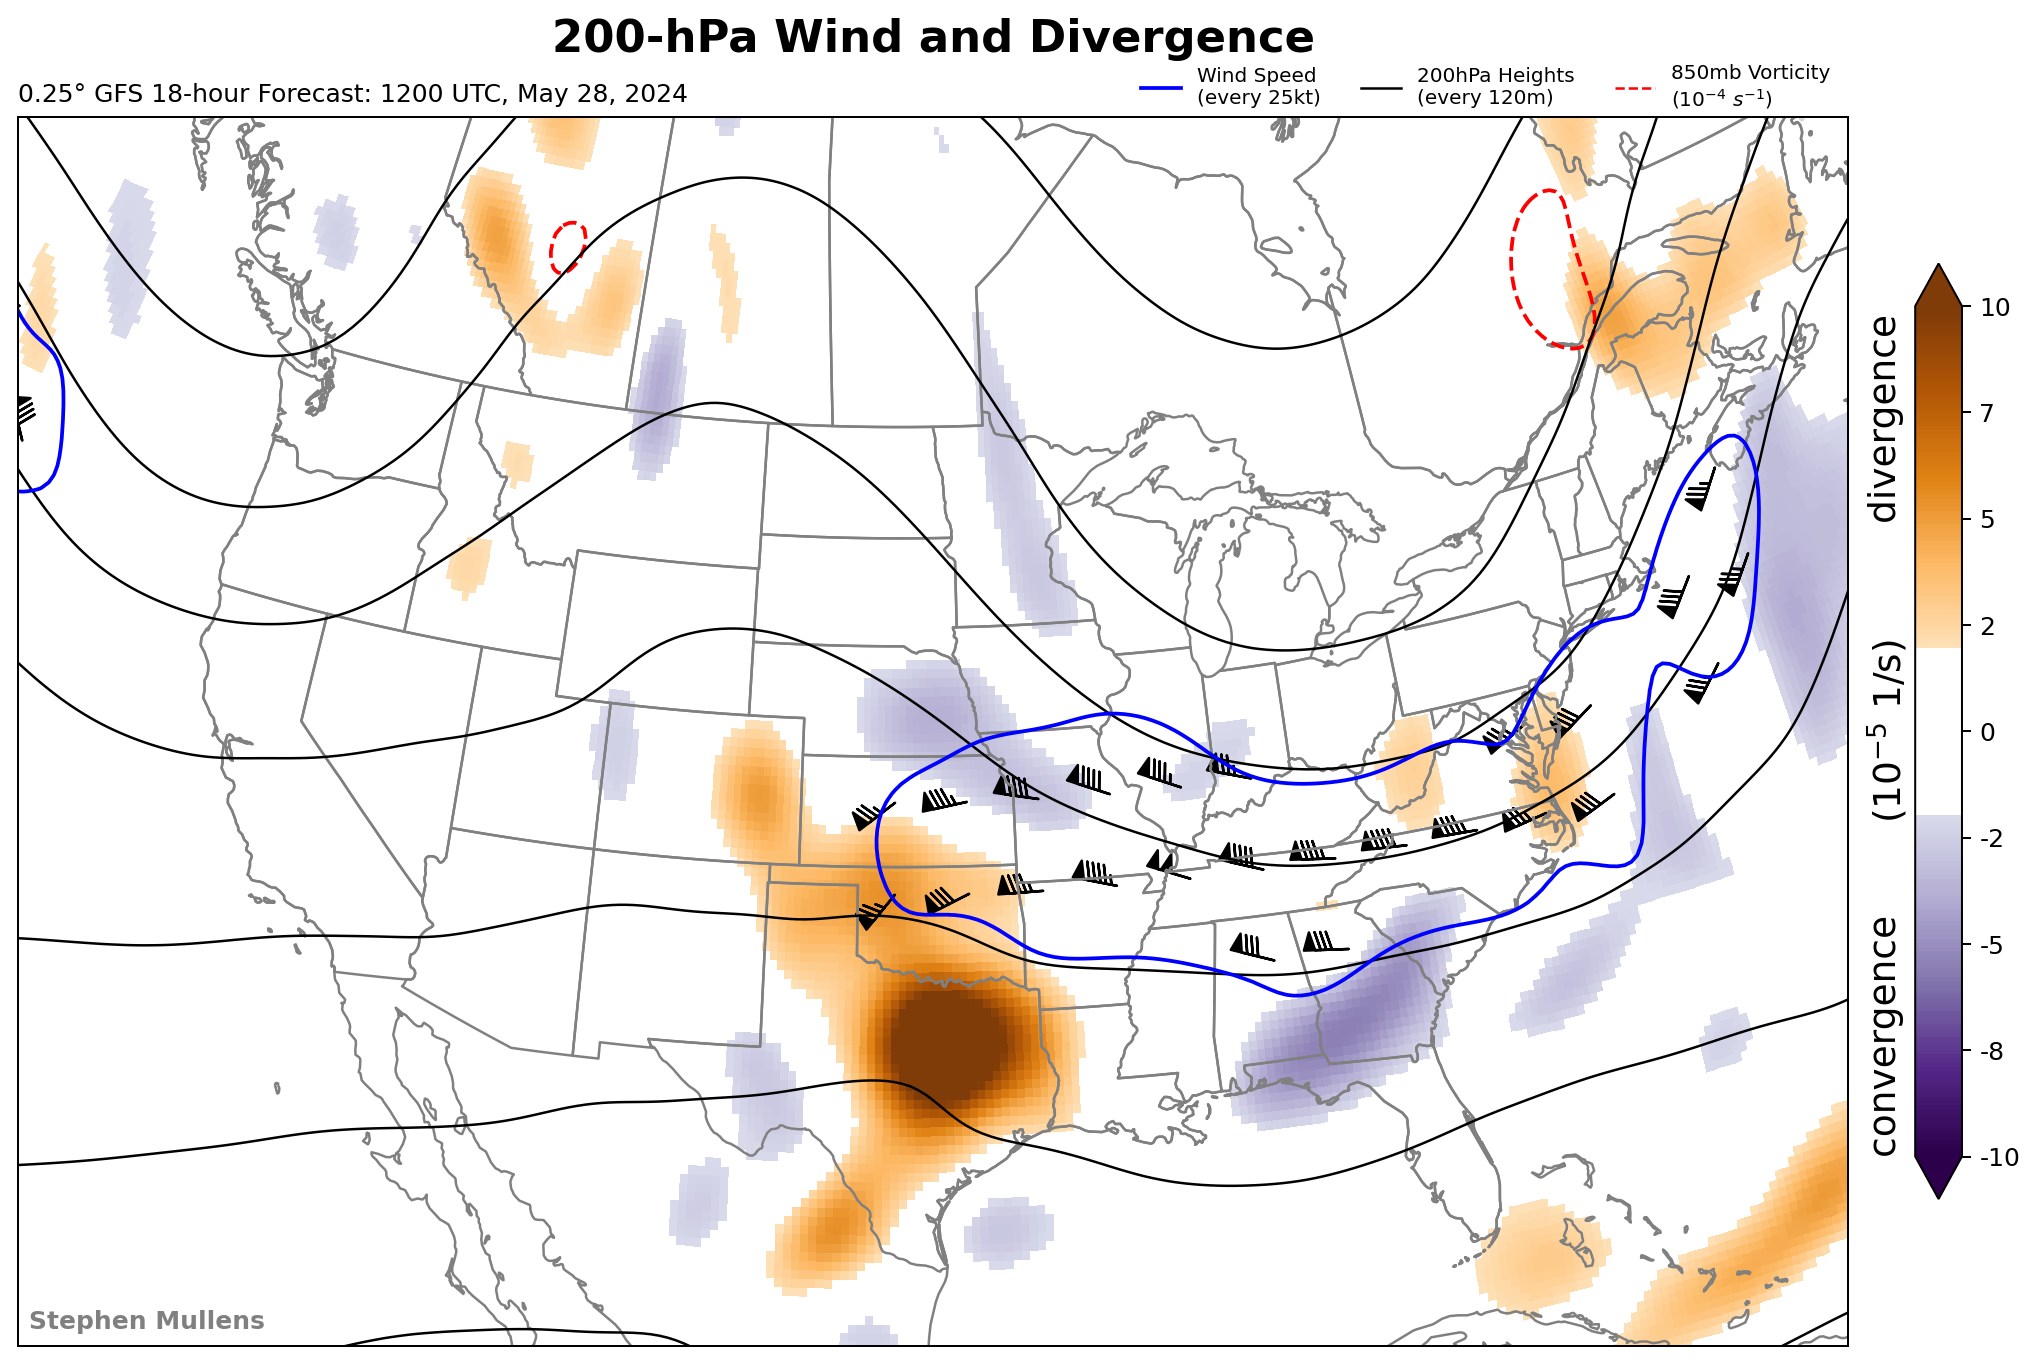 200-hPa Wind and Divergence
0.25° GFS 18-hour Forecast: 1200 UTC, May 28, 2024
Wind Speed
(every 25kt)
200hPa Heights
(every 120m)
850mb Vorticity
(10⁻⁴ s⁻¹)
10
7
5
2
0
-2
-5
-8
-10
convergence (10⁻⁵ 1/s) divergence
Stephen Mullens